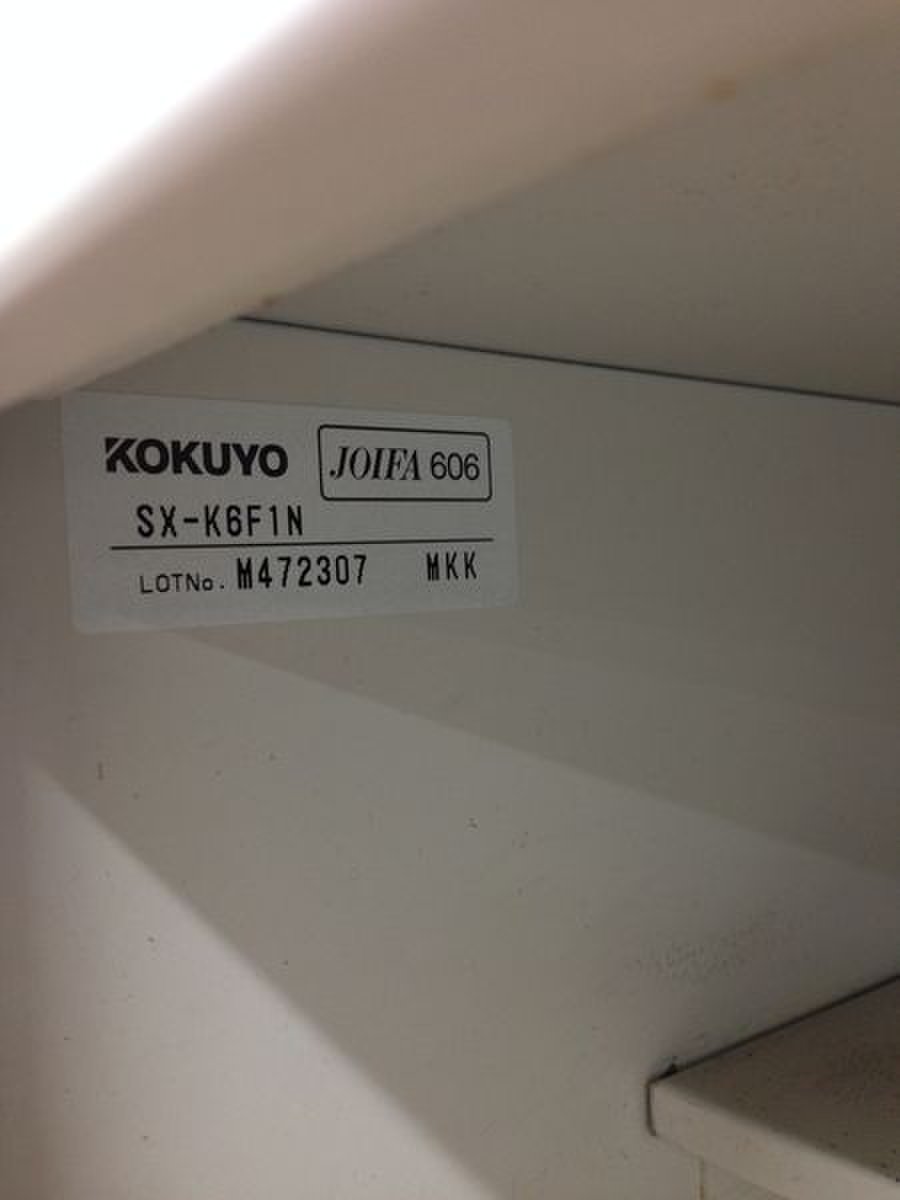 KOKUYO JOIFA 606
SX-K6F1N
LOTNo. M472307 MKK